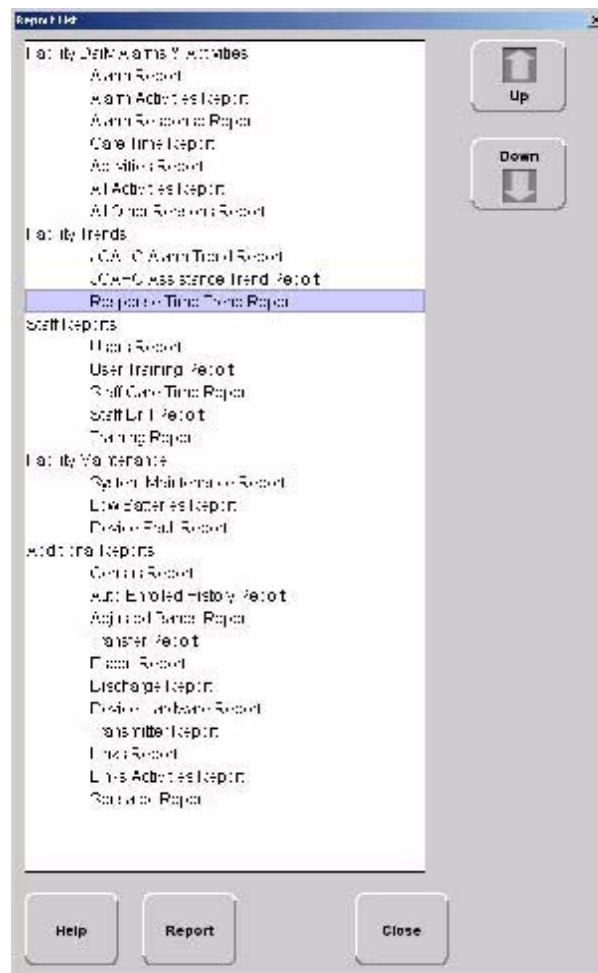 Report List
Facility Daily Alarms & Activities
Alarm Report
Alarm Activities Report
Alarm Response Report
Care Time Report
Activities Report
All Activities Report
All Report
Facility Trends
JCAHO Alarm Trend Report
JCAHO Assistance Trend Report
Response Time Trend Report
Staff Reports
Users Report
User Training Report
Staff Care Time Report
Staff Drill Report
Training Report
Facility Maintenance
System Maintenance Report
Low Batteries Report
Device Fault Report
Additional Reports
Census Report
Auto Enrolled History Report
Adjusted Report
Transfer Report
Report
Discharge Report
Device Hardware Report
Transmitter Report
Links Report
Links Activities Report
Report
Up
Down
Help
Report
Close